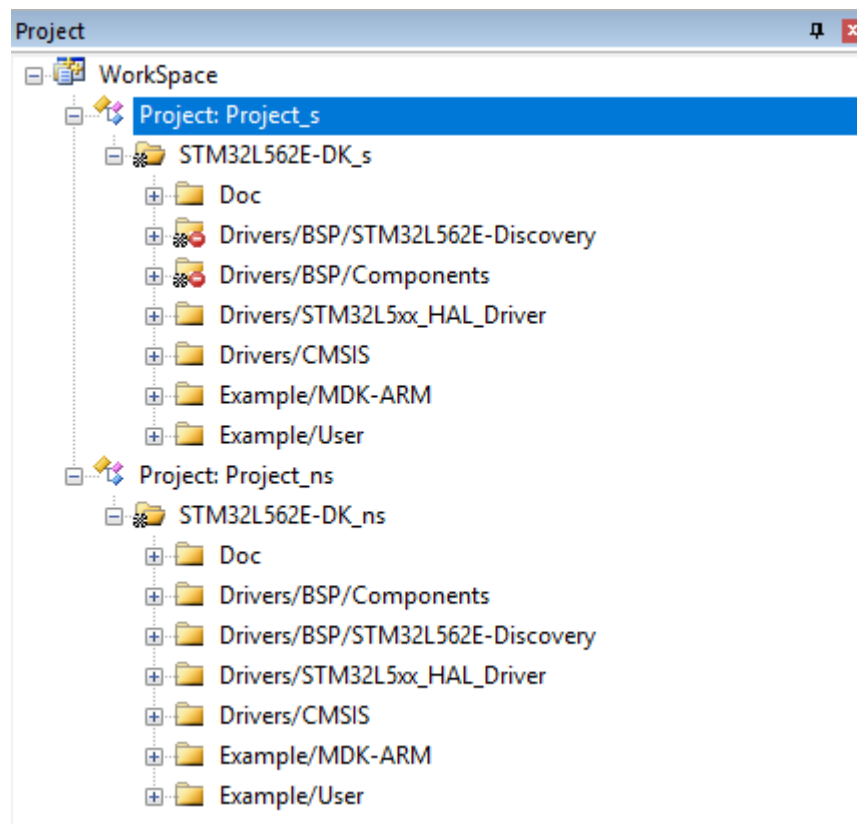 Project
WorkSpace
Project: Project_s
STM32L562E-DK_s
Doc
Drivers/BSP/STM32L562E-Discovery
Drivers/BSP/Components
Drivers/STM32L5xx_HAL_Driver
Drivers/CMSIS
Example/MDK-ARM
Example/User
Project: Project_ns
STM32L562E-DK_ns
Doc
Drivers/BSP/Components
Drivers/BSP/STM32L562E-Discovery
Drivers/STM32L5xx_HAL_Driver
Drivers/CMSIS
Example/MDK-ARM
Example/User